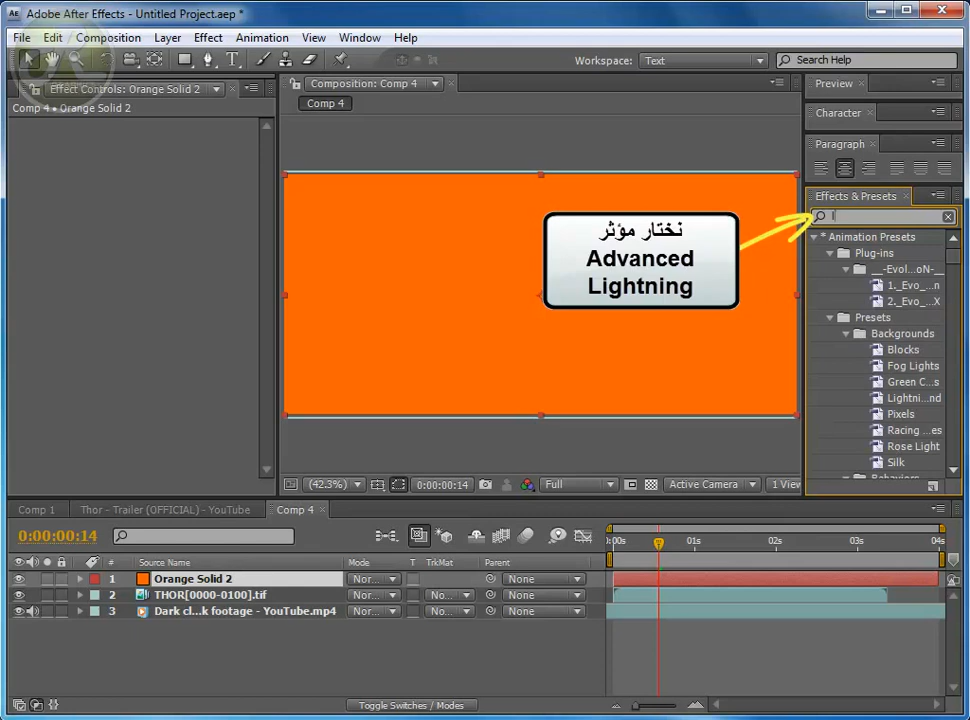 Adobe After Effects - Untitled Project.aep *
File Edit Composition Layer Effect Animation View Window Help
Workspace: Text
Search Help
Effect Controls: Orange Solid 2
Comp 4 • Orange Solid 2
Composition: Comp 4
Comp 4
نختار مؤثر
Advanced
Lightning
Preview
Character
Paragraph
Effects & Presets
l
* Animation Presets
Plug-ins
__-Evol...oN-__
1._Evo_...n
2._Evo_...X
Presets
Backgrounds
Blocks
Fog Lights
Green C...s
Lightni...nd
Pixels
Racing ...es
Rose Light
Silk
Behaviors
(42.3%) 0:00:00:14 Full Active Camera 1 View
Comp 1 Thor - Trailer (OFFICIAL) - YouTube Comp 4
0:00:00:14
:00s 01s 02s 03s 04s
# Source Name Mode T TrkMat Parent
1 Orange Solid 2 Nor... None
2 THOR[0000-0100].tif Nor... No... None
3 Dark cl...k footage - YouTube.mp4 Nor... No... None
Toggle Switches / Modes